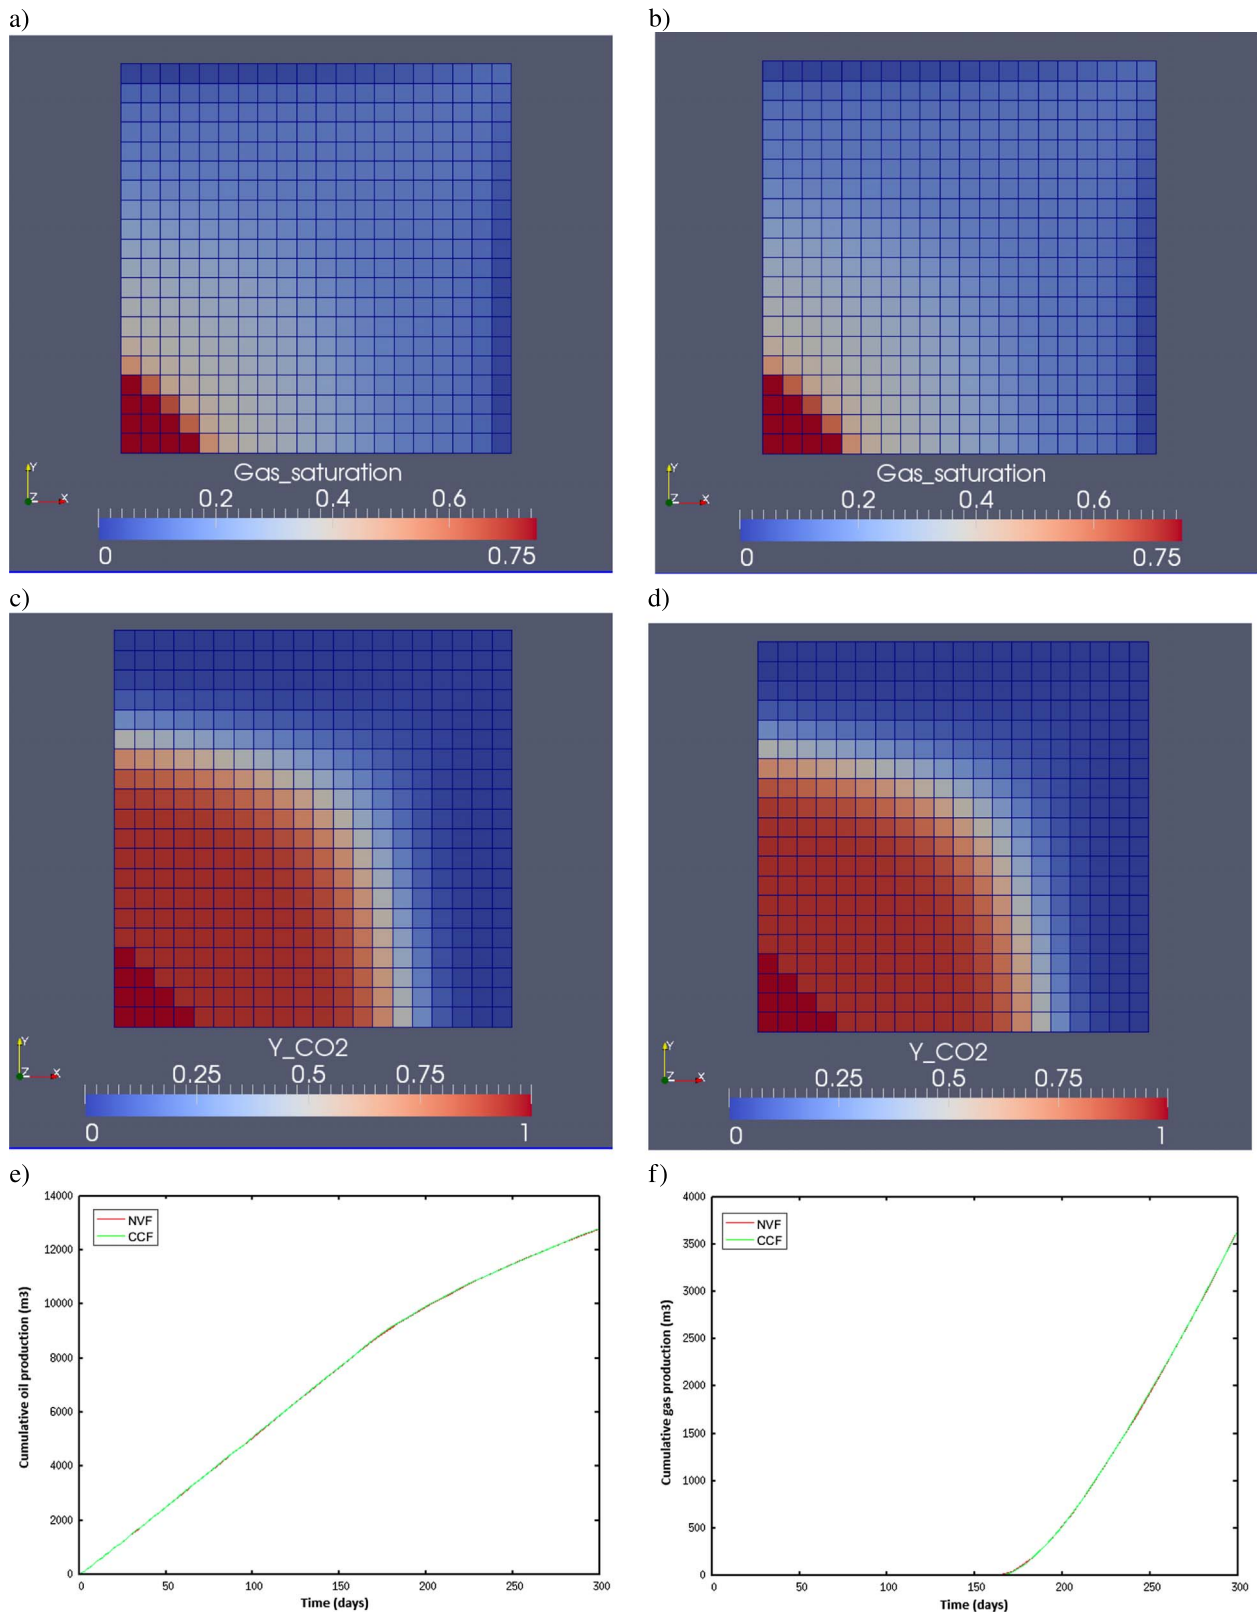 a)
b)
Y
Z
X
Gas_saturation
0.2
0.4
0.6
0
0.75
Y
Z
X
Gas_saturation
0.2
0.4
0.6
0
0.75
c)
d)
Y
Z
X
Y_CO2
0.25
0.5
0.75
0
1
Y
Z
X
Y_CO2
0.25
0.5
0.75
0
1
e)
14000
12000
10000
8000
6000
4000
2000
0
NVF
CCF
Cumulative oil production (m3)
0
50
100
150
200
250
300
Time (days)
f)
4000
3500
3000
2500
2000
1500
1000
500
0
NVF
CCF
Cumulative gas production (m3)
0
50
100
150
200
250
300
Time (days)